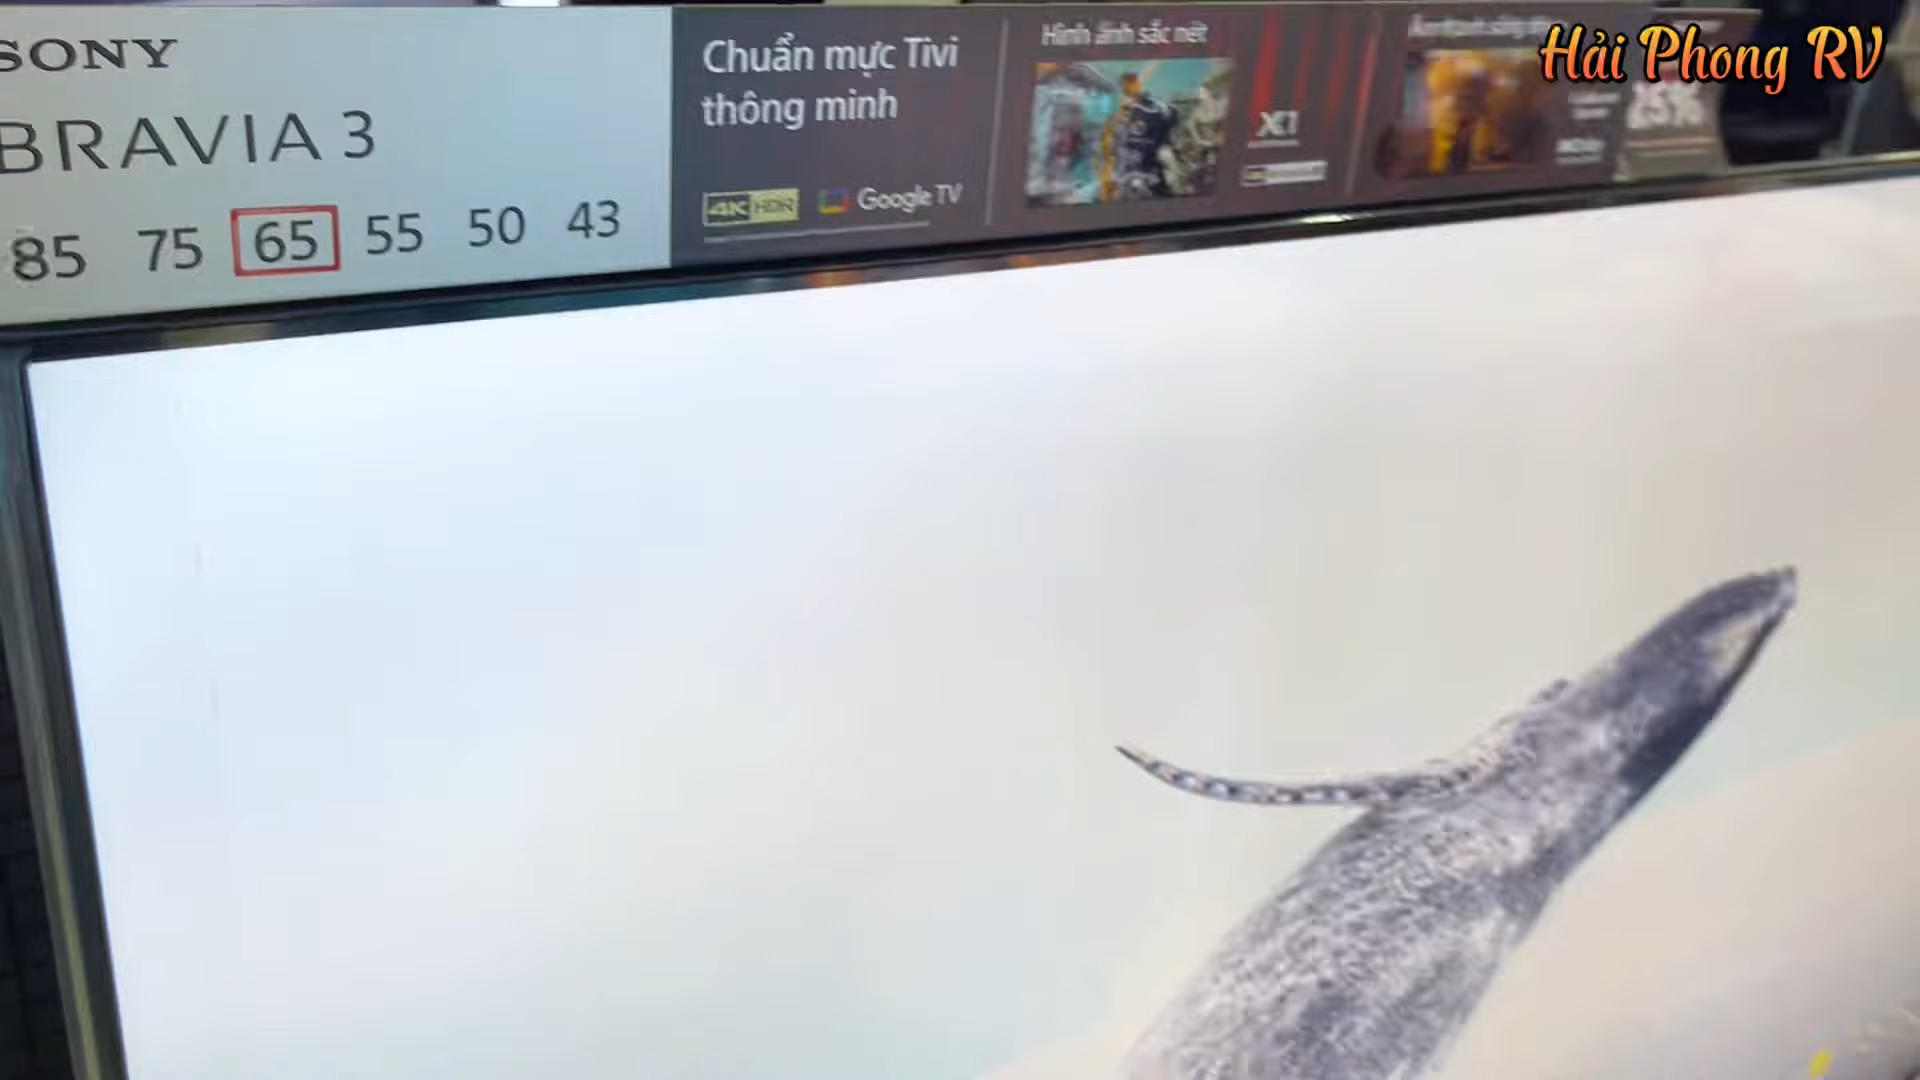 SONY
BRAVIA 3
85 75 65 55 50 43
Chuẩn mực Tivi
thông minh
4K HDR Google TV
Hình ảnh sắc nét
X1
25%
Hải Phong RV